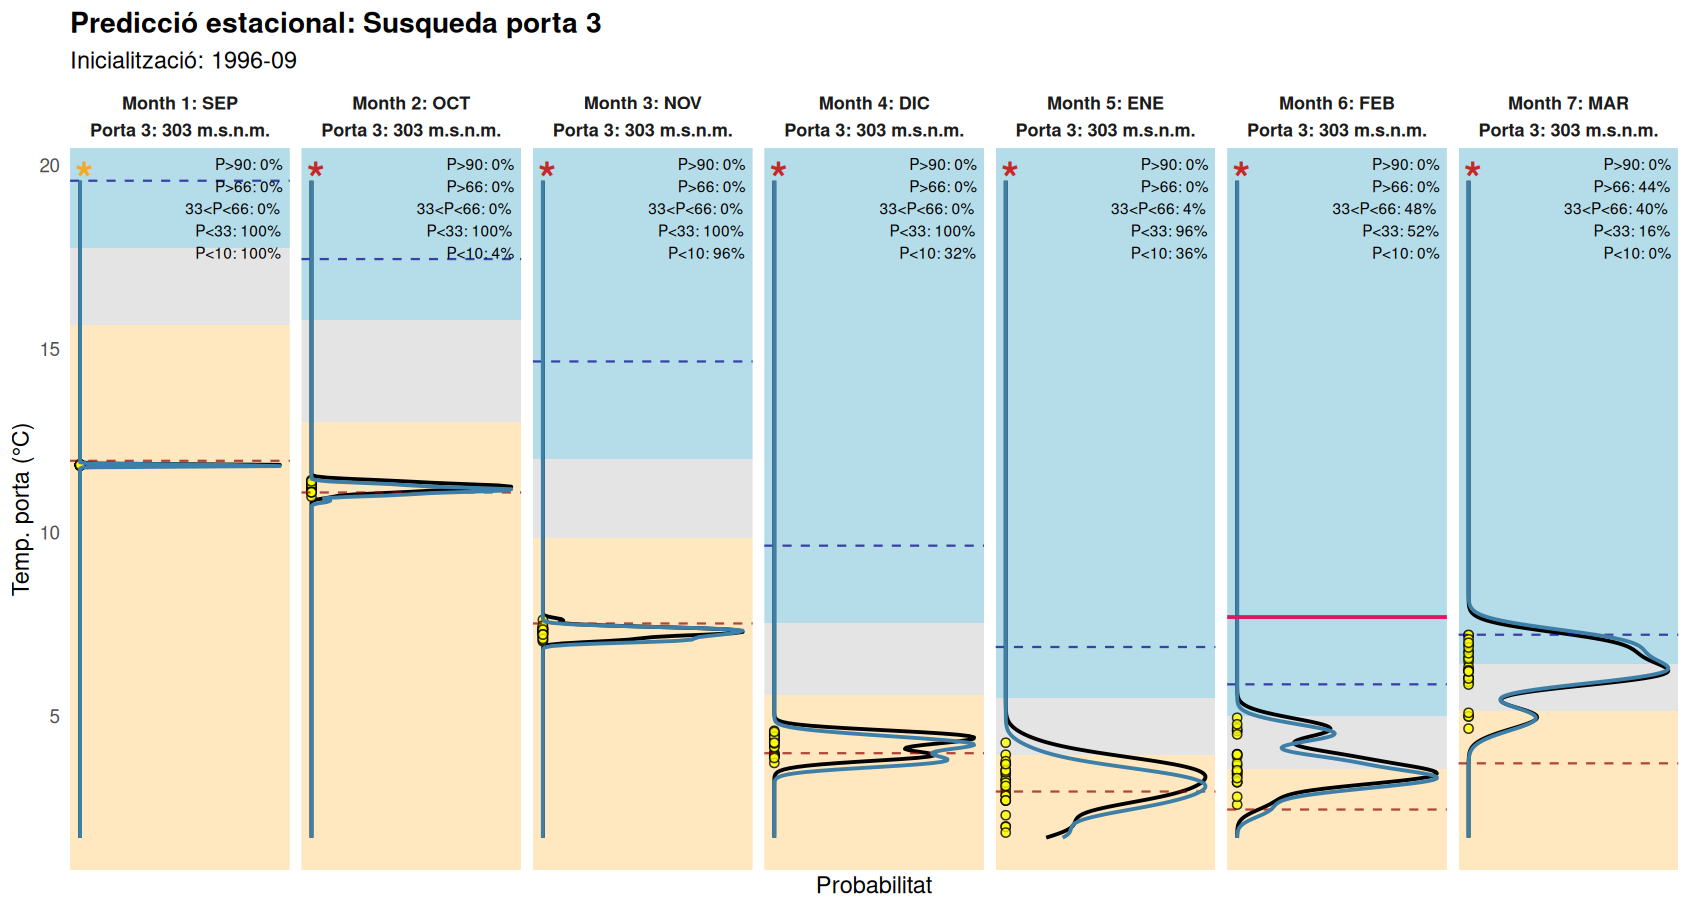 Predicció estacional: Susqueda porta 3
Inicialització: 1996-09
Month 1: SEP
Porta 3: 303 m.s.n.m.
Month 2: OCT
Porta 3: 303 m.s.n.m.
Month 3: NOV
Porta 3: 303 m.s.n.m.
Month 4: DIC
Porta 3: 303 m.s.n.m.
Month 5: ENE
Porta 3: 303 m.s.n.m.
Month 6: FEB
Porta 3: 303 m.s.n.m.
Month 7: MAR
Porta 3: 303 m.s.n.m.
Temp. porta (°C)
20
15
10
5
*
P>90: 0%
P>66: 0%
33<P<66: 0%
P<33: 100%
P<10: 100%
*
P>90: 0%
P>66: 0%
33<P<66: 0%
P<33: 100%
P<10: 4%
*
P>90: 0%
P>66: 0%
33<P<66: 0%
P<33: 100%
P<10: 96%
*
P>90: 0%
P>66: 0%
33<P<66: 0%
P<33: 100%
P<10: 32%
*
P>90: 0%
P>66: 0%
33<P<66: 4%
P<33: 96%
P<10: 36%
*
P>90: 0%
P>66: 0%
33<P<66: 48%
P<33: 52%
P<10: 0%
*
P>90: 0%
P>66: 44%
33<P<66: 40%
P<33: 16%
P<10: 0%
Probabilitat